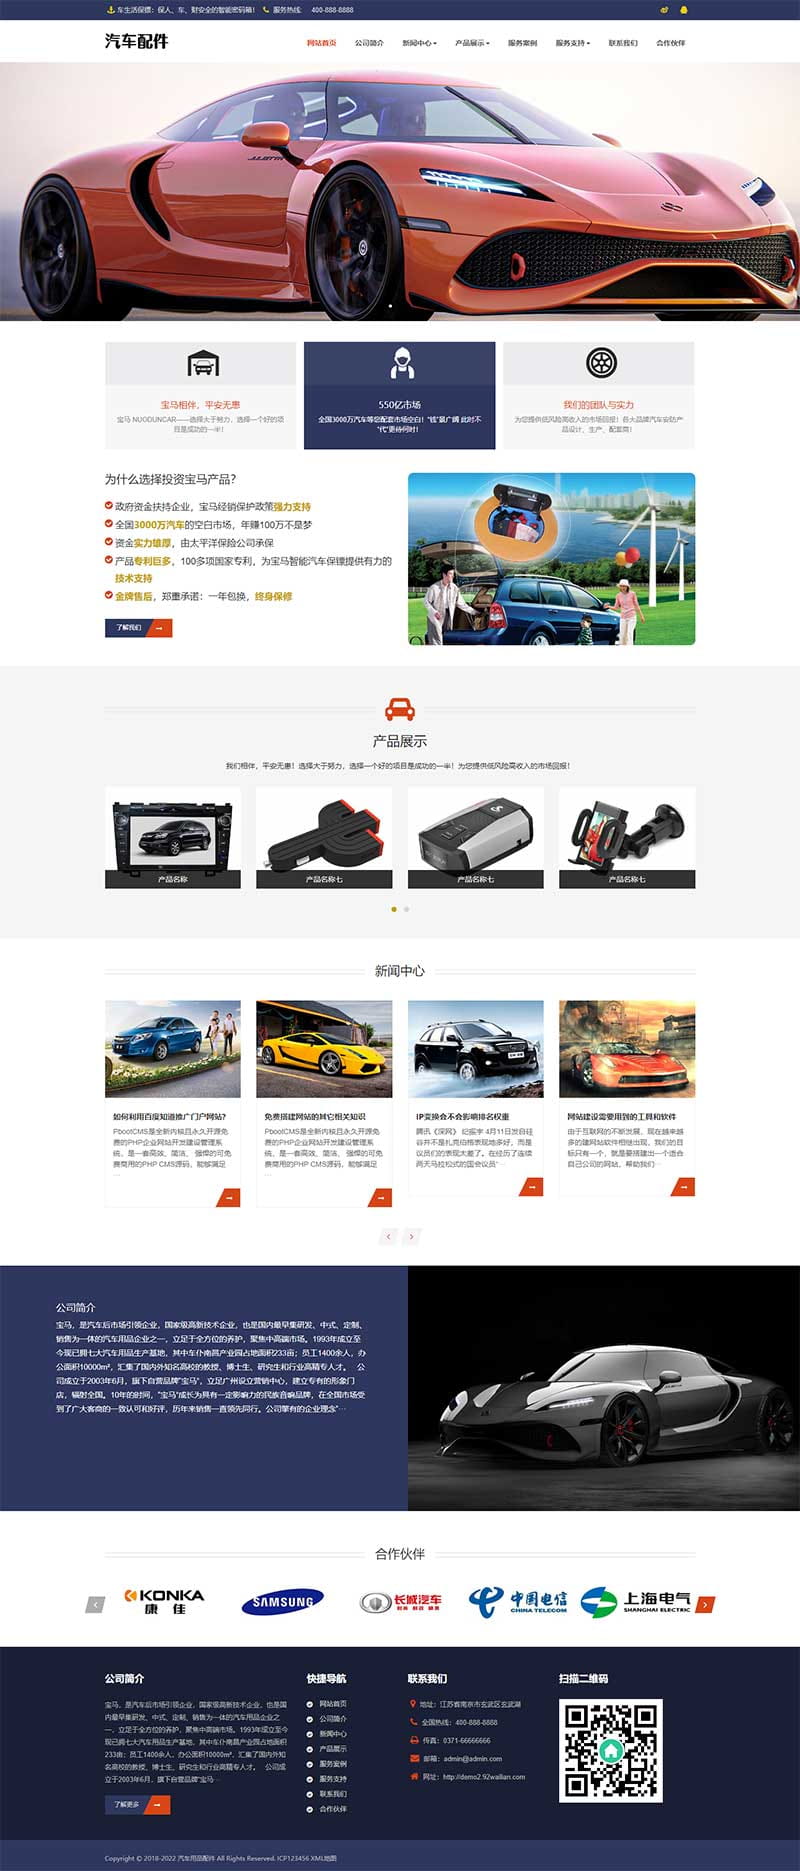 车生活保镖：保人、车、财安全的智能密码箱！ 服务热线： 400-888-8888
汽车配件
网站首页 公司简介 新闻中心 产品展示 服务案例 服务支持 联系我们 合作伙伴
宝马相伴，平安无患
宝马 NUODUNCAR——选择大于努力，选择一个好的项
目是成功的一半！
550亿市场
全国3000万汽车等您配套市场空白！“钱”景广阔 此时不
“代”更待何时！
我们的团队与实力
为您提供低风险高收入的市场回报！各大品牌汽车安防产
品设计、生产、配套商！
为什么选择投资宝马产品？
政府资金扶持企业，宝马经销保护政策强力支持
全国3000万汽车的空白市场，年赚100万不是梦
资金实力雄厚，由太平洋保险公司承保
产品专利巨多，100多项国家专利，为宝马智能汽车保镖提供有力的
技术支持
金牌售后，郑重承诺：一年包换，终身保修
了解我们
产品展示
我们相伴，平安无患！选择大于努力，选择一个好的项目是成功的一半！为您提供低风险高收入的市场回报！
产品名称
产品名称七
产品名称七
产品名称七
新闻中心
如何利用百度知道推广门户网站?
PbootCMS是全新内核且永久开源免
费的PHP企业网站开发建设管理系
统，是一套高效、简洁、 强悍的可免
费商用的PHP CMS源码，能够满足
···
免费搭建网站的其它相关知识
PbootCMS是全新内核且永久开源免
费的PHP企业网站开发建设管理系
统，是一套高效、简洁、 强悍的可免
费商用的PHP CMS源码，能够满足
···
IP变换会不会影响排名权重
腾讯《深网》 纪振宇 4月11日发自硅
谷并不是扎克伯格表现地多好，而是
议员们的表现太差了。在经历了连续
两天马拉松式的国会议员“···
网站建设需要用到的工具和软件
由于互联网的不断发展，现在越来越
多的建网站软件相继出现，我们的目
标只有一个，就是要搭建出一个适合
自己公司的网站，帮助我们···
公司简介
宝马，是汽车后市场引领企业，国家级高新技术企业，也是国内最早集研发、中式、定制、
销售为一体的汽车用品企业之一，立足于全方位的养护，聚焦中高端市场。1993年成立至
今现已拥七大汽车用品生产基地，其中车仆南昌产业园占地面积233亩；员工1400余人，办
公面积10000m²，汇集了国内外知名高校的教授、博士生、研究生和行业高精专人才。 公
司成立于2003年6月，旗下自营品牌"宝马"，立足广州设立营销中心，建立专有的形象门
店，辐射全国。10年的时间，"宝马"成长为具有一定影响力的民族音响品牌，在全国市场受
到了广大客商的一致认可和好评，历年来销售一直领先同行。公司擎有的企业理念"···
合作伙伴
KONKA
康佳
SAMSUNG
长城汽车
中国电信
CHINA TELECOM
上海电气
SHANGHAI ELECTRIC
公司简介
宝马，是汽车后市场引领企业，国家级高新技术企业，也是国
内最早集研发、中式、定制、销售为一体的汽车用品企业之
一，立足于全方位的养护，聚焦中高端市场。1993年成立至今
现已拥七大汽车用品生产基地，其中车仆南昌产业园占地面积
233亩；员工1400余人，办公面积10000m²，汇集了国内外知
名高校的教授、博士生、研究生和行业高精专人才。 公司成
立于2003年6月，旗下自营品牌"宝马···
了解更多
快捷导航
网站首页
公司简介
新闻中心
产品展示
服务案例
服务支持
联系我们
合作伙伴
联系我们
地址：江苏省南京市玄武区玄武湖
全国热线：400-888-8888
传真：0371-66666666
邮箱：admin@admin.com
网址：http://demo2.92wailian.com
扫描二维码
Copyright © 2018-2022 汽车用品配件 All Rights Reserved. ICP123456 XML地图